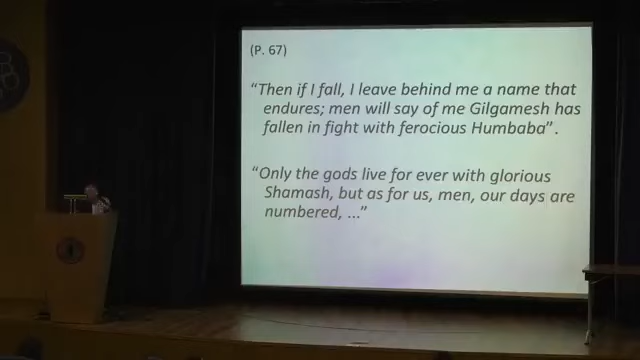 (P. 67)
“Then if I fall, I leave behind me a name that
endures; men will say of me Gilgamesh has
fallen in fight with ferocious Humbaba”.
“Only the gods live for ever with glorious
Shamash, but as for us, men, our days are
numbered, ...”